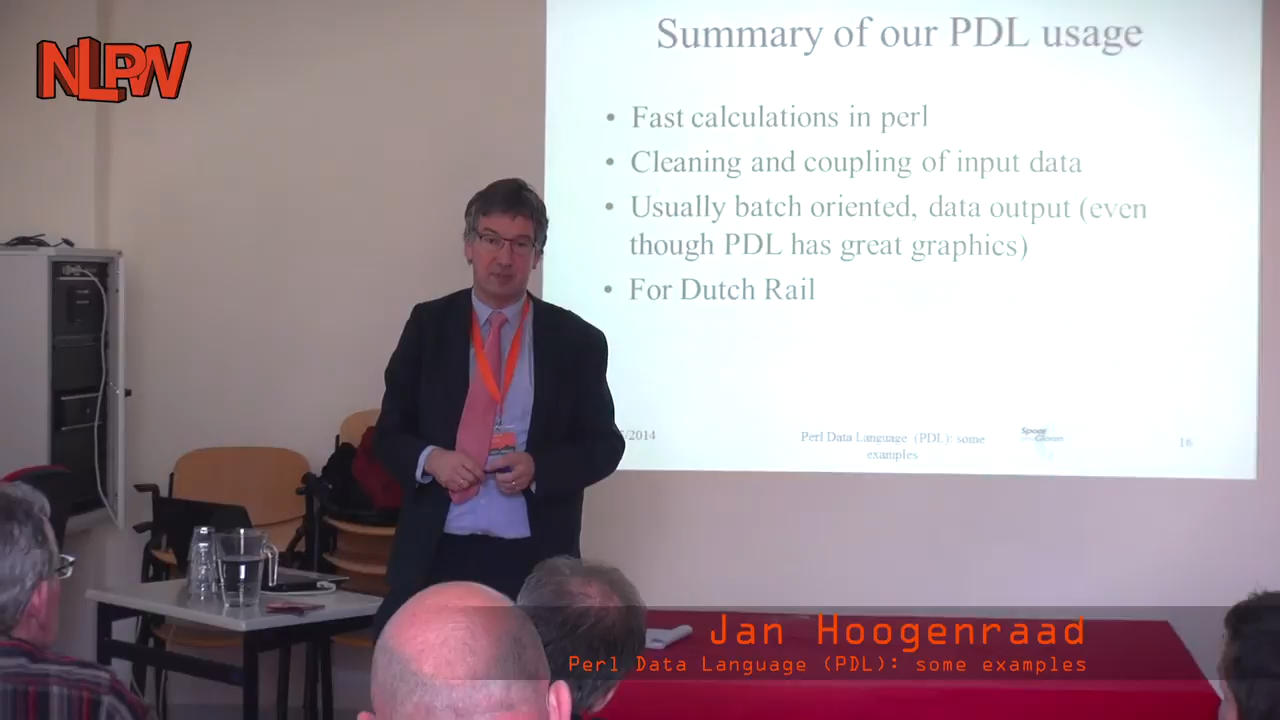 NLPW
Summary of our PDL usage
• Fast calculations in perl
• Cleaning and coupling of input data
• Usually batch oriented, data output (even
though PDL has great graphics)
• For Dutch Rail
/2014
Perl Data Language (PDL): some
examples
16
Jan Hoogenraad
Perl Data Language (PDL): some examples